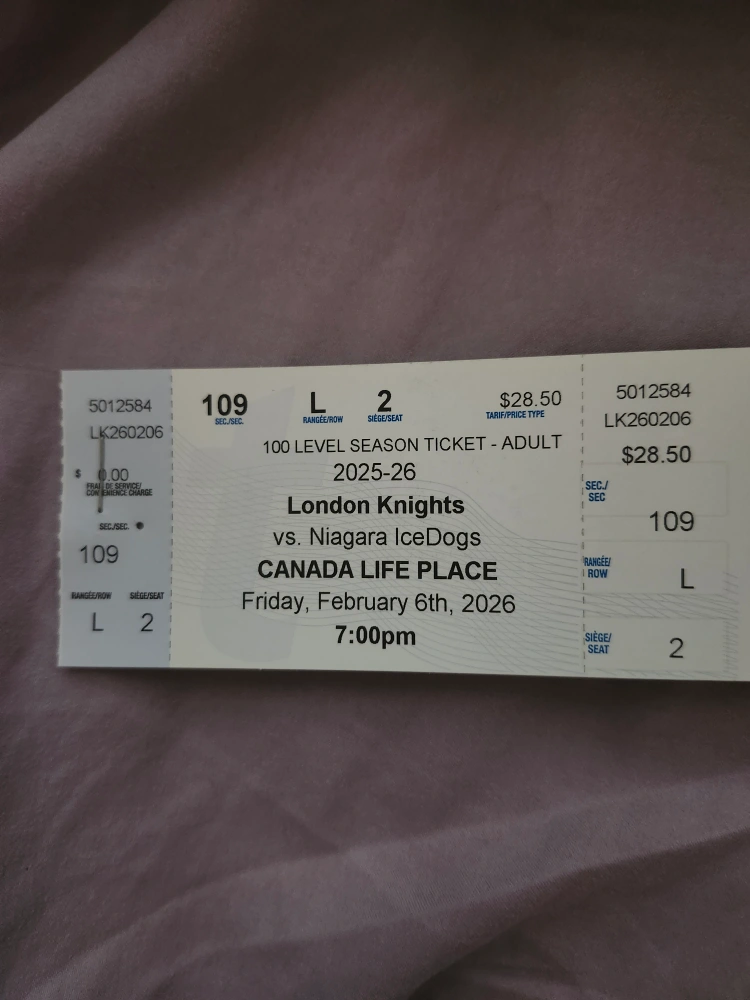 5012584
LK260206
$ 0.00
FRAIS DE SERVICE/
CONVENIENCE CHARGE
SEC./SEC.
109
RANGÉE/ROW SIÈGE/SEAT
L 2
109 L 2 $28.50
SEC./SEC. RANGÉE/ROW SIÈGE/SEAT TARIF/PRICE TYPE
100 LEVEL SEASON TICKET - ADULT
2025-26
London Knights
vs. Niagara IceDogs
CANADA LIFE PLACE
Friday, February 6th, 2026
7:00pm
5012584
LK260206
$28.50
SEC./
SEC
109
RANGÉE/
ROW
L
SIÈGE/
SEAT
2